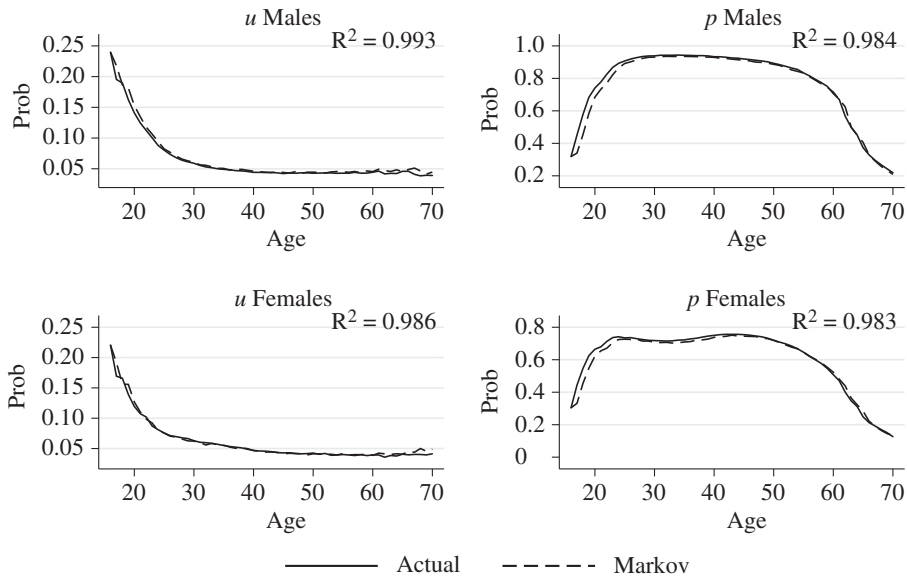 u Males
R² = 0.993
0.25
0.20
0.15
0.10
0.05
Prob
20 30 40 50 60 70
Age
p Males
R² = 0.984
1.0
0.8
0.6
0.4
0.2
Prob
20 30 40 50 60 70
Age
u Females
R² = 0.986
0.25
0.20
0.15
0.10
0.05
Prob
20 30 40 50 60 70
Age
p Females
R² = 0.983
0.8
0.6
0.4
0.2
0
Prob
20 30 40 50 60 70
Age
Actual Markov